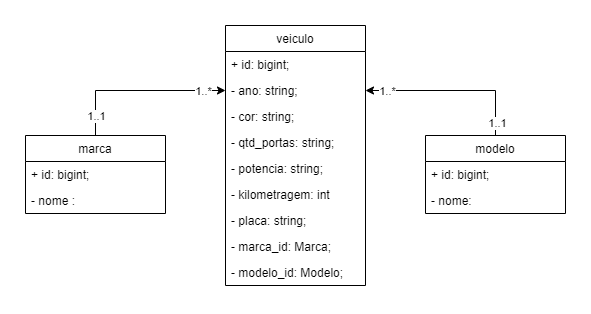 veiculo
+ id: bigint;
- ano: string;
- cor: string;
- qtd_portas: string;
- potencia: string;
- kilometragem: int
- placa: string;
- marca_id: Marca;
- modelo_id: Modelo;
1..*
1..1
marca
+ id: bigint;
- nome :
1..*
1..1
modelo
+ id: bigint;
- nome: